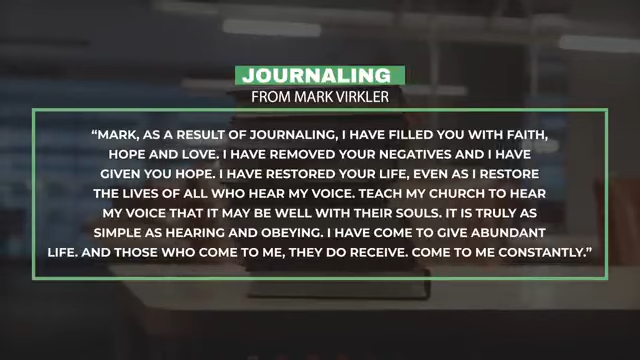 JOURNALING
FROM MARK VIRKLER
“MARK, AS A RESULT OF JOURNALING, I HAVE FILLED YOU WITH FAITH,
HOPE AND LOVE. I HAVE REMOVED YOUR NEGATIVES AND I HAVE
GIVEN YOU HOPE. I HAVE RESTORED YOUR LIFE, EVEN AS I RESTORE
THE LIVES OF ALL WHO HEAR MY VOICE. TEACH MY CHURCH TO HEAR
MY VOICE THAT IT MAY BE WELL WITH THEIR SOULS. IT IS TRULY AS
SIMPLE AS HEARING AND OBEYING. I HAVE COME TO GIVE ABUNDANT
LIFE. AND THOSE WHO COME TO ME, THEY DO RECEIVE. COME TO ME CONSTANTLY.”